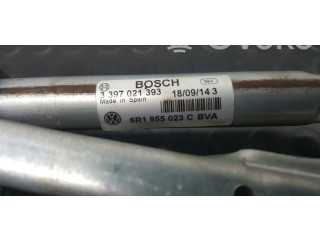 BOSCH
3 397 021 393 18/09/14 3
Made in Spain
6R1 955 023 C BVA